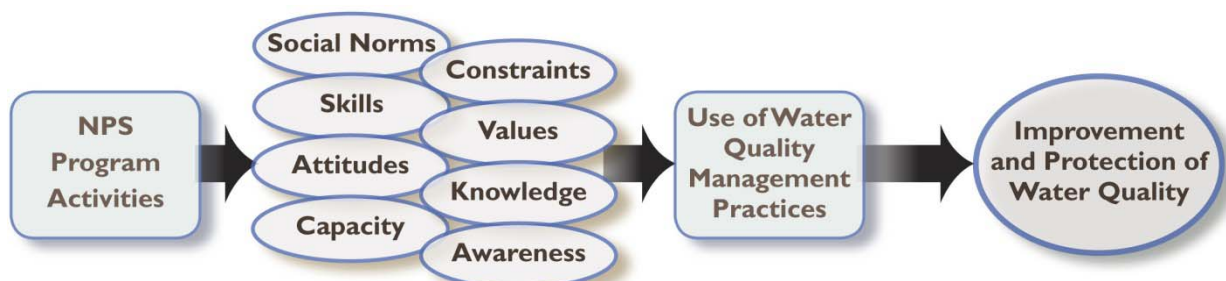 NPS
Program
Activities
Social Norms
Skills
Attitudes
Capacity
Constraints
Values
Knowledge
Awareness
Use of Water
Quality
Management
Practices
Improvement
and Protection of
Water Quality